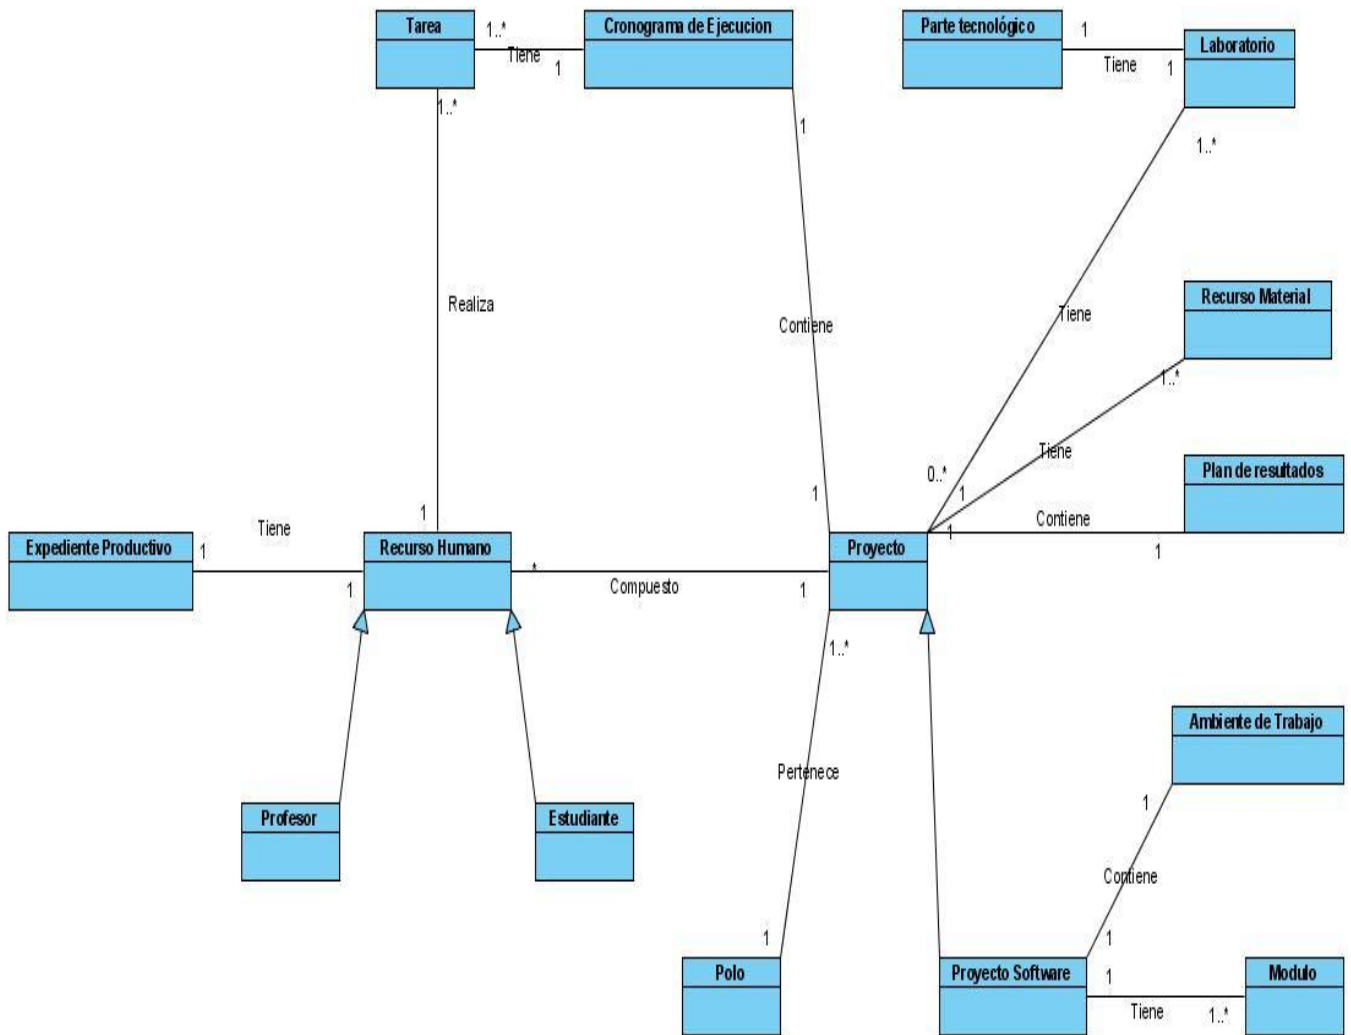 Tarea
1..*
Tiene
1
Cronograma de Ejecucion
Parte tecnológico
1
Tiene
1
Laboratorio
1..*
1
1..*
Realiza
Contiene
Tiene
Recurso Material
1..*
Tiene
0..*
1
1
Plan de resultados
Contiene
1
1
1
Expediente Productivo
1
Tiene
1
Recurso Humano
*
Compuesto
1
Proyecto
1..*
Pertenece
Ambiente de Trabajo
1
Contiene
1
Profesor
Estudiante
1
Polo
Proyecto Software
1
Tiene
1..*
Modulo